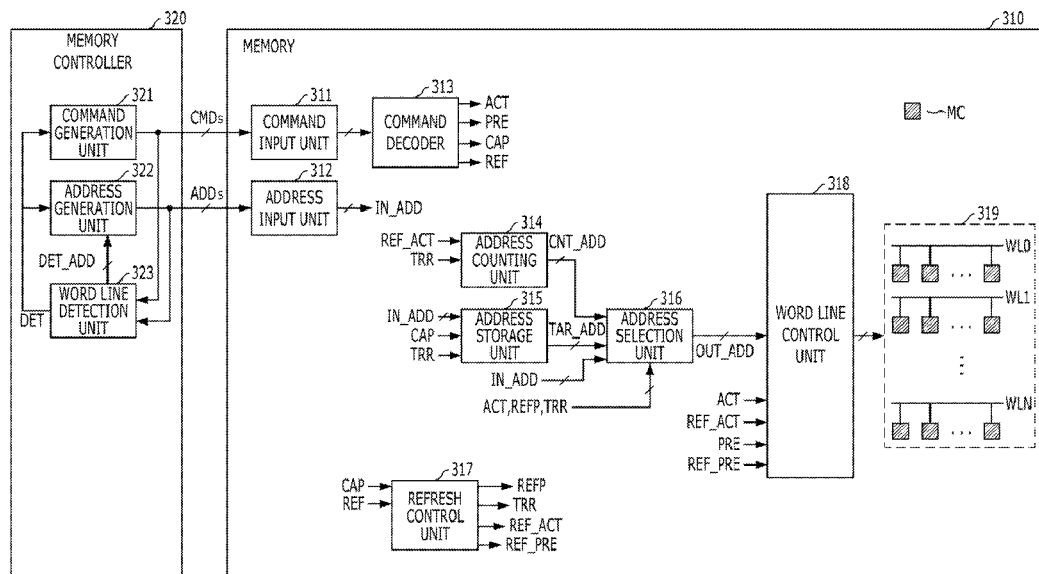 320
310
MEMORY
CONTROLLER
MEMORY
321
COMMAND
GENERATION
UNIT
CMDs
311
COMMAND
INPUT UNIT
313
COMMAND
DECODER
ACT
PRE
CAP
REF
MC
322
ADDRESS
GENERATION
UNIT
ADDs
312
ADDRESS
INPUT UNIT
IN_ADD
DET_ADD
323
WORD LINE
DETECTION
UNIT
DET
REF_ACT
TRR
314
ADDRESS
COUNTING
UNIT
CNT_ADD
IN_ADD
CAP
TRR
315
ADDRESS
STORAGE
UNIT
TAR_ADD
316
ADDRESS
SELECTION
UNIT
OUT_ADD
IN_ADD
ACT,REFP,TRR
318
WORD LINE
CONTROL
UNIT
ACT
REF_ACT
PRE
REF_PRE
319
WL0
WL1
WLN
CAP
REF
317
REFRESH
CONTROL
UNIT
REFP
TRR
REF_ACT
REF_PRE